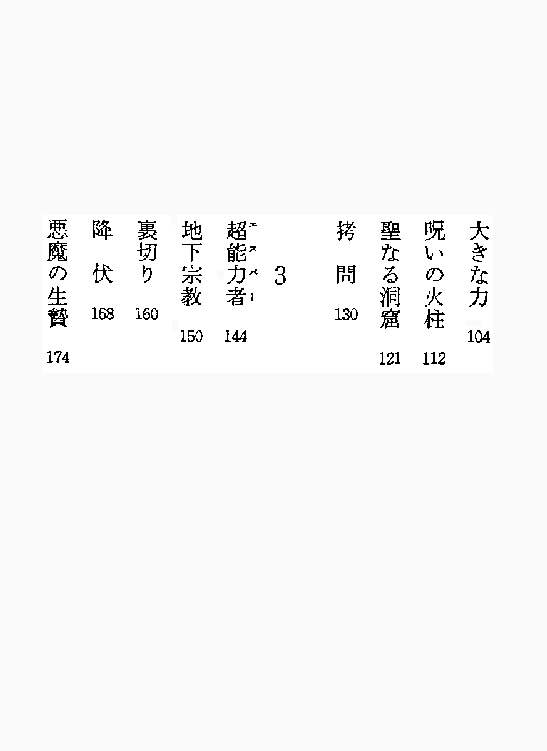 大きな力 104
呪いの火柱 112
聖なる洞窟 121
拷問 130
3
超能力者 144
エスパー
地下宗教 150
裏切り 160
降伏 168
悪魔の生贄 174